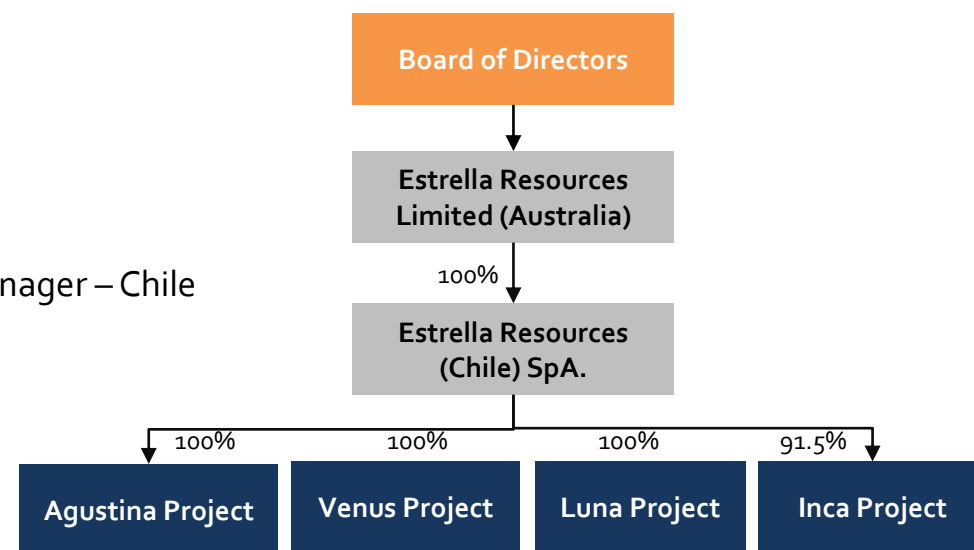 Board of Directors
Estrella Resources
Limited (Australia)
100%
nager – Chile
Estrella Resources
(Chile) SpA.
100%
100%
100%
91.5%
Agustina Project
Venus Project
Luna Project
Inca Project